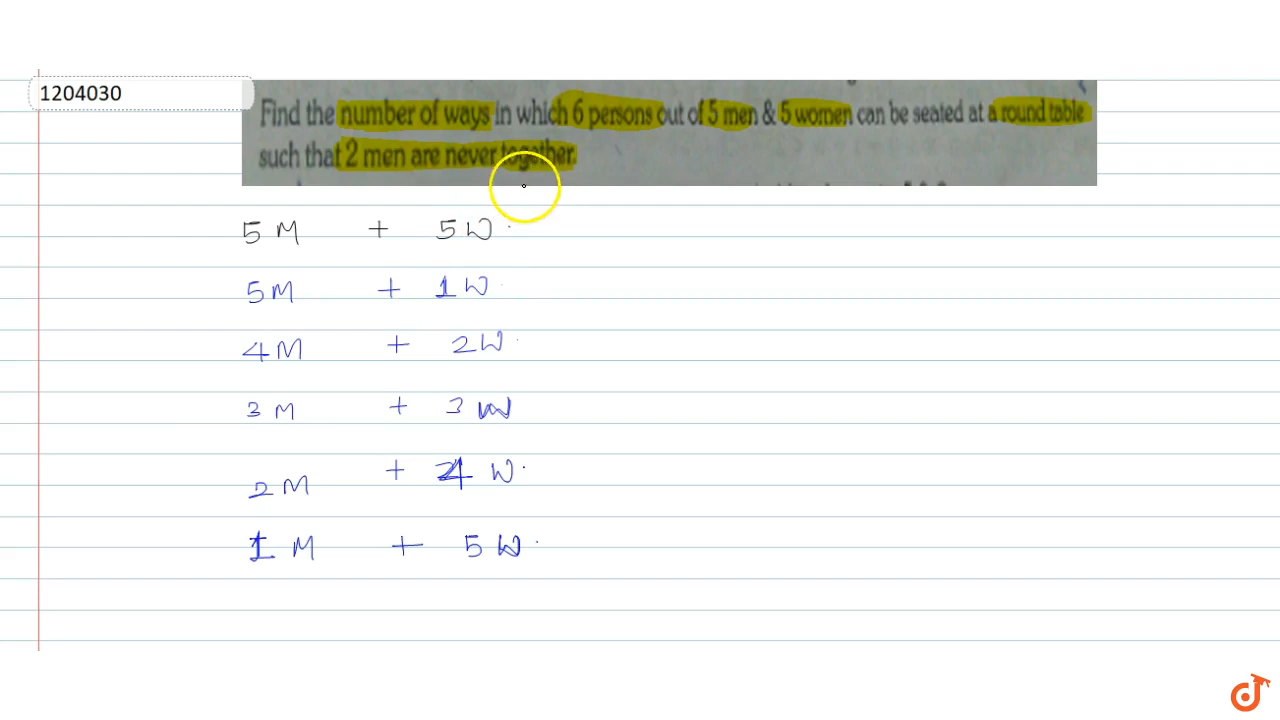 1204030
Find the number of ways in which 6 persons out of 5 men & 5 women can be seated at a round table
such that 2 men are never together.
5 M + 5 W
5 M + 1 W
4 M + 2 W
3 M + 3 W
2 M + 4 W
1 M + 5 W